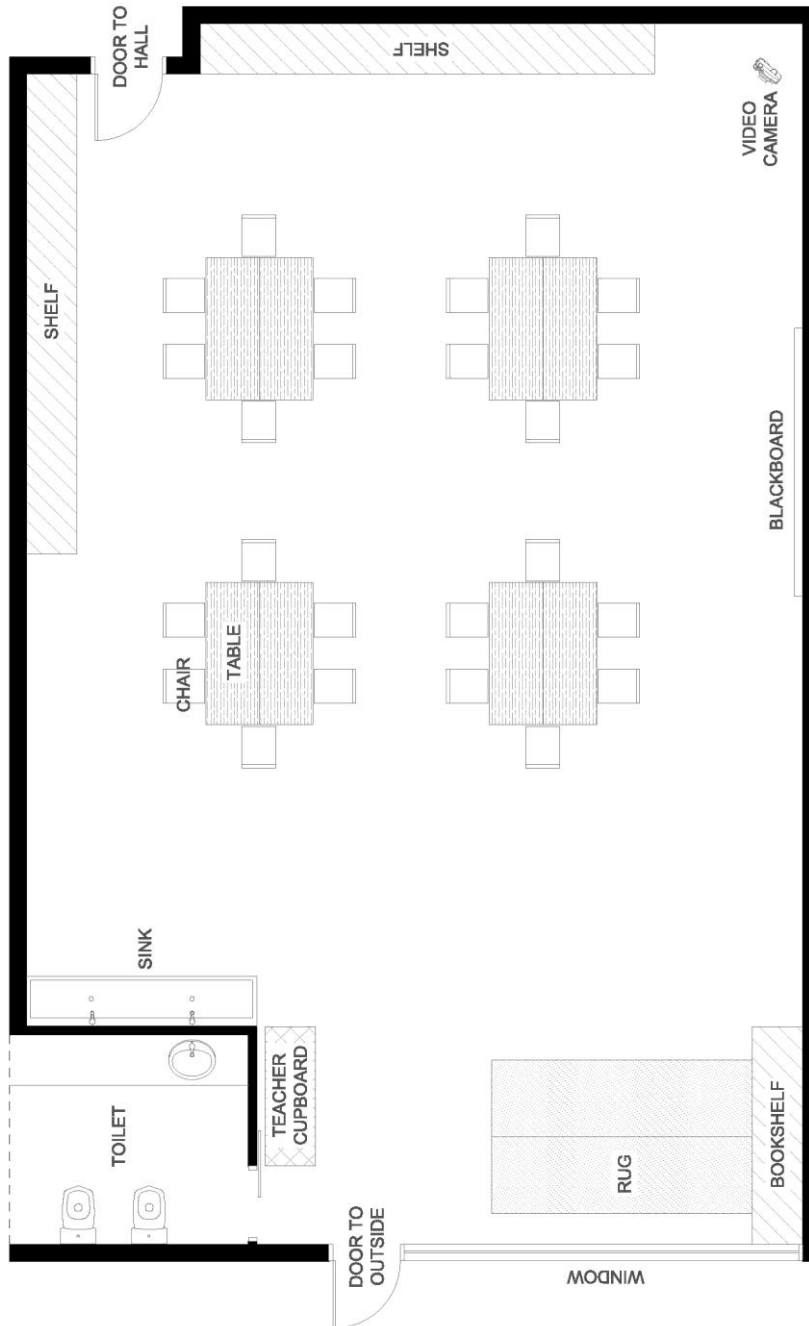 DOOR TO
HALL
SHELF
VIDEO
CAMERA
SHELF
BLACKBOARD
CHAIR
TABLE
SINK
TEACHER
CUPBOARD
TOILET
BOOKSHELF
RUG
DOOR TO
OUTSIDE
WINDOW